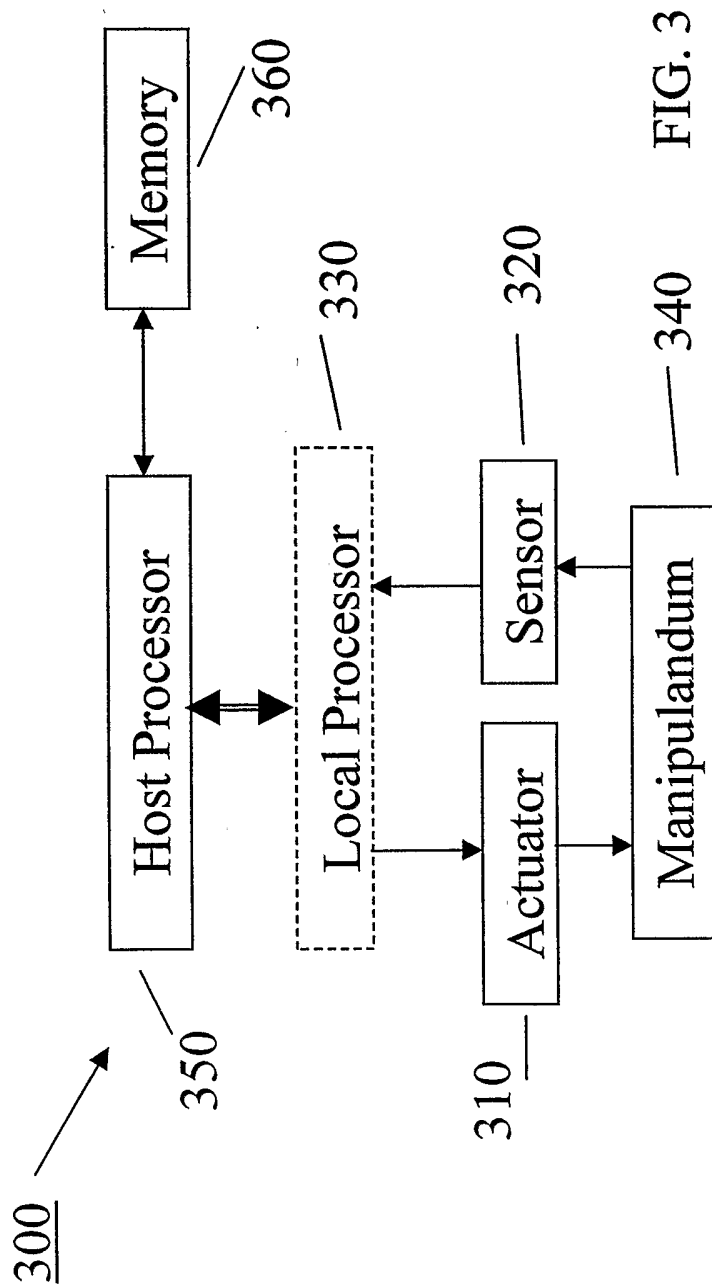 300
350
Host Processor
Memory
360
Local Processor
330
310
Actuator
Sensor
320
Manipulandum
340
FIG. 3